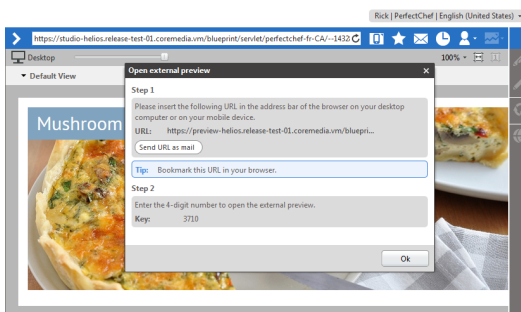 Rick | PerfectChef | English (United States)
https://studio-helios.release-test-01.coremedia.vm/blueprint/servlet/perfectchef-fr-CA/--1432
Desktop
100%
Default View
Open external preview
Step 1
Please insert the following URL in the address bar of the browser on your desktop
computer or on your mobile device.
URL: https://preview-helios.release-test-01.coremedia.vm/bluepri...
Send URL as mail
Tip: Bookmark this URL in your browser.
Step 2
Enter the 4-digit number to open the external preview.
Key: 3710
Ok
Mushroom